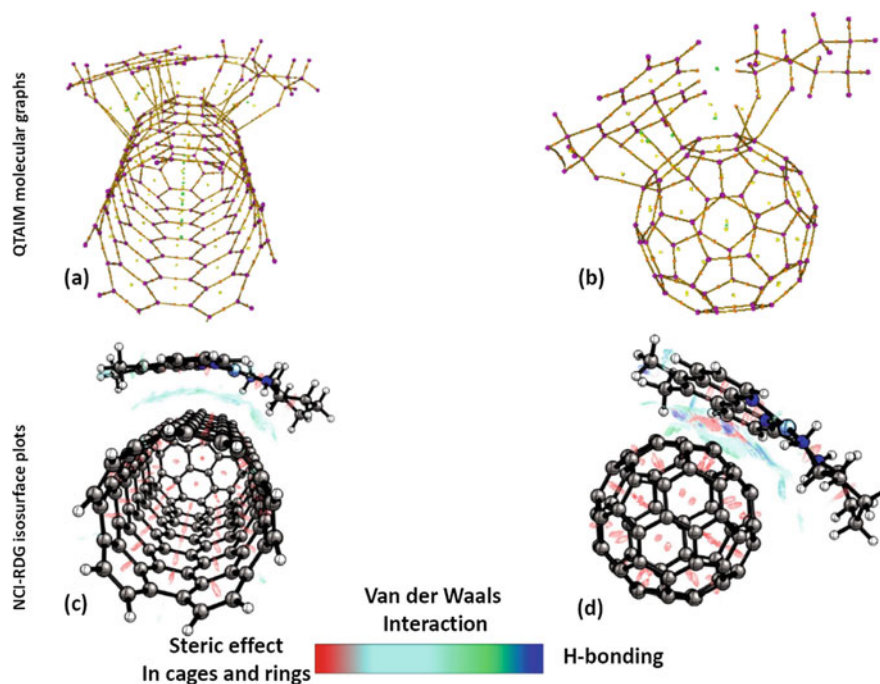 QTAIM molecular graphs
(a)
(b)
NCI-RDG isosurface plots
(c)
(d)
Van der Waals
Interaction
Steric effect
In cages and rings
H-bonding